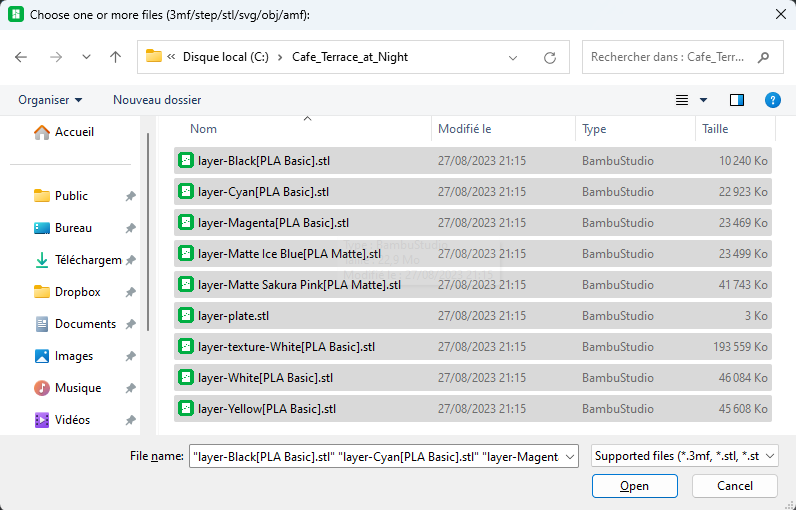 Choose one or more files (3mf/step/stl/svg/obj/amf):
« Disque local (C:) › Cafe_Terrace_at_Night
Rechercher dans : Cafe_Terr...
Organiser Nouveau dossier
Accueil
Public
Bureau
Téléchargem
Dropbox
Documents
Images
Musique
Vidéos
Nom Modifié le Type Taille
layer-Black[PLA Basic].stl 27/08/2023 21:15 BambuStudio 10 240 Ko
layer-Cyan[PLA Basic].stl 27/08/2023 21:15 BambuStudio 22 923 Ko
layer-Magenta[PLA Basic].stl 27/08/2023 21:15 BambuStudio 23 469 Ko
layer-Matte Ice Blue[PLA Matte].stl 27/08/2023 21:15 BambuStudio 23 499 Ko
layer-Matte Sakura Pink[PLA Matte].stl 27/08/2023 21:15 BambuStudio 41 743 Ko
layer-plate.stl 27/08/2023 21:15 BambuStudio 3 Ko
layer-texture-White[PLA Basic].stl 27/08/2023 21:15 BambuStudio 193 559 Ko
layer-White[PLA Basic].stl 27/08/2023 21:15 BambuStudio 46 084 Ko
layer-Yellow[PLA Basic].stl 27/08/2023 21:15 BambuStudio 45 608 Ko
File name: "layer-Black[PLA Basic].stl" "layer-Cyan[PLA Basic].stl" "layer-Magent
Supported files (*.3mf, *.stl, *.st
Open Cancel